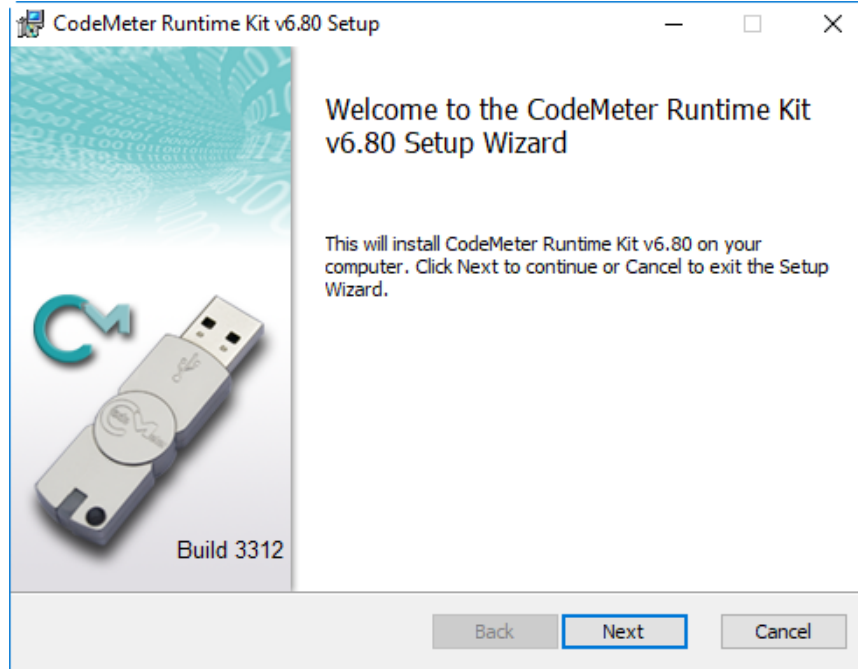 CodeMeter Runtime Kit v6.80 Setup
Welcome to the CodeMeter Runtime Kit
v6.80 Setup Wizard
This will install CodeMeter Runtime Kit v6.80 on your
computer. Click Next to continue or Cancel to exit the Setup
Wizard.
CM
Build 3312
Back
Next
Cancel